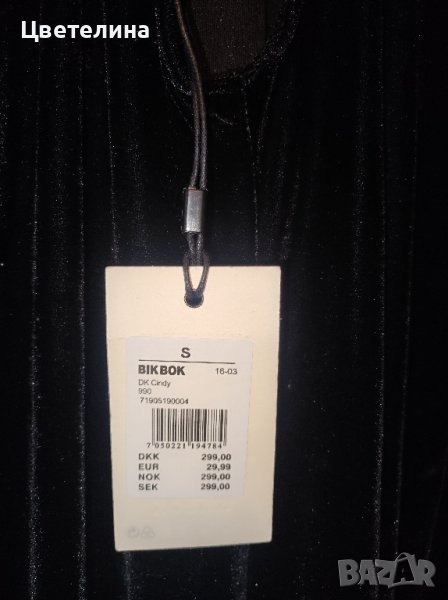 Цветелина
S
BIKBOK 16-03
DK Cindy
990
71905190004
7 050221 194784
DKK 299,00
EUR 29,99
NOK 299,00
SEK 299,00
BAZAR